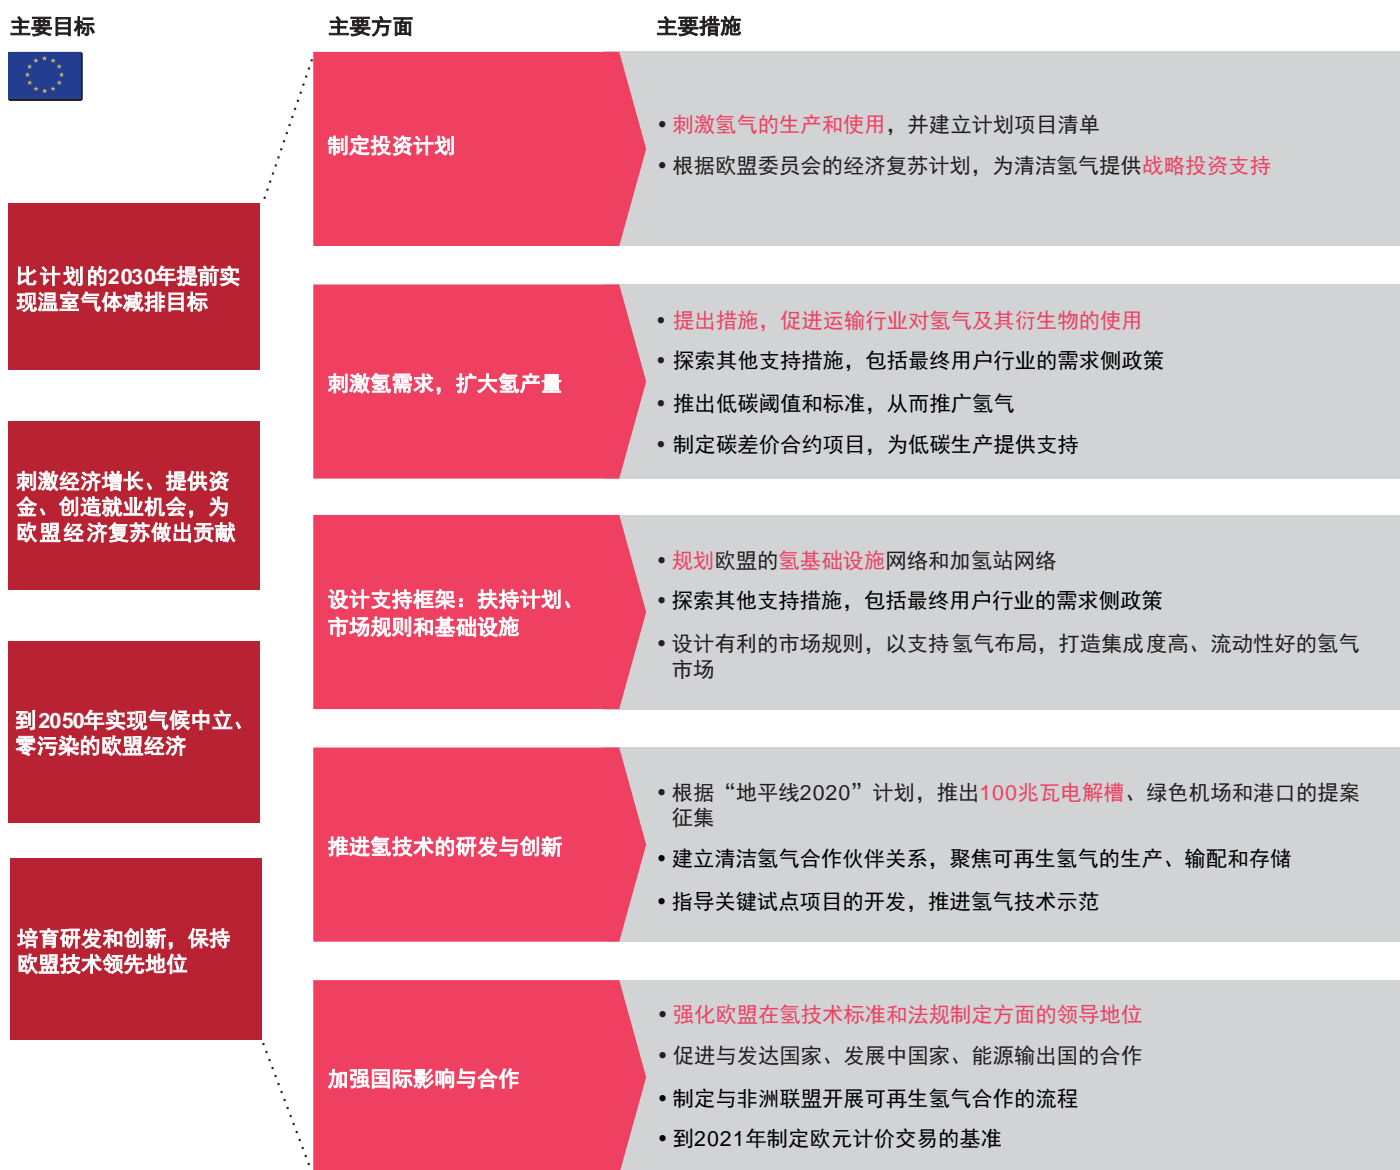 主要目标
主要方面
主要措施
比计划的2030年提前实
现温室气体减排目标
刺激经济增长、提供资
金、创造就业机会，为
欧盟经济复苏做出贡献
到2050年实现气候中立、
零污染的欧盟经济
培育研发和创新，保持
欧盟技术领先地位
制定投资计划
• 刺激氢气的生产和使用，并建立计划项目清单
• 根据欧盟委员会的经济复苏计划，为清洁氢气提供战略投资支持
刺激氢需求，扩大氢产量
• 提出措施，促进运输行业对氢气及其衍生物的使用
• 探索其他支持措施，包括最终用户行业的需求侧政策
• 推出低碳阈值和标准，从而推广氢气
• 制定碳差价合约项目，为低碳生产提供支持
设计支持框架：扶持计划、
市场规则和基础设施
• 规划欧盟的氢基础设施网络和加氢站网络
• 探索其他支持措施，包括最终用户行业的需求侧政策
• 设计有利的市场规则，以支持氢气布局，打造集成度高、流动性好的氢气
市场
推进氢技术的研发与创新
• 根据“地平线2020”计划，推出100兆瓦电解槽、绿色机场和港口的提案
征集
• 建立清洁氢气合作伙伴关系，聚焦可再生氢气的生产、输配和存储
• 指导关键试点项目的开发，推进氢气技术示范
加强国际影响与合作
• 强化欧盟在氢技术标准和法规制定方面的领导地位
• 促进与发达国家、发展中国家、能源输出国的合作
• 制定与非洲联盟开展可再生氢气合作的流程
• 到2021年制定欧元计价交易的基准